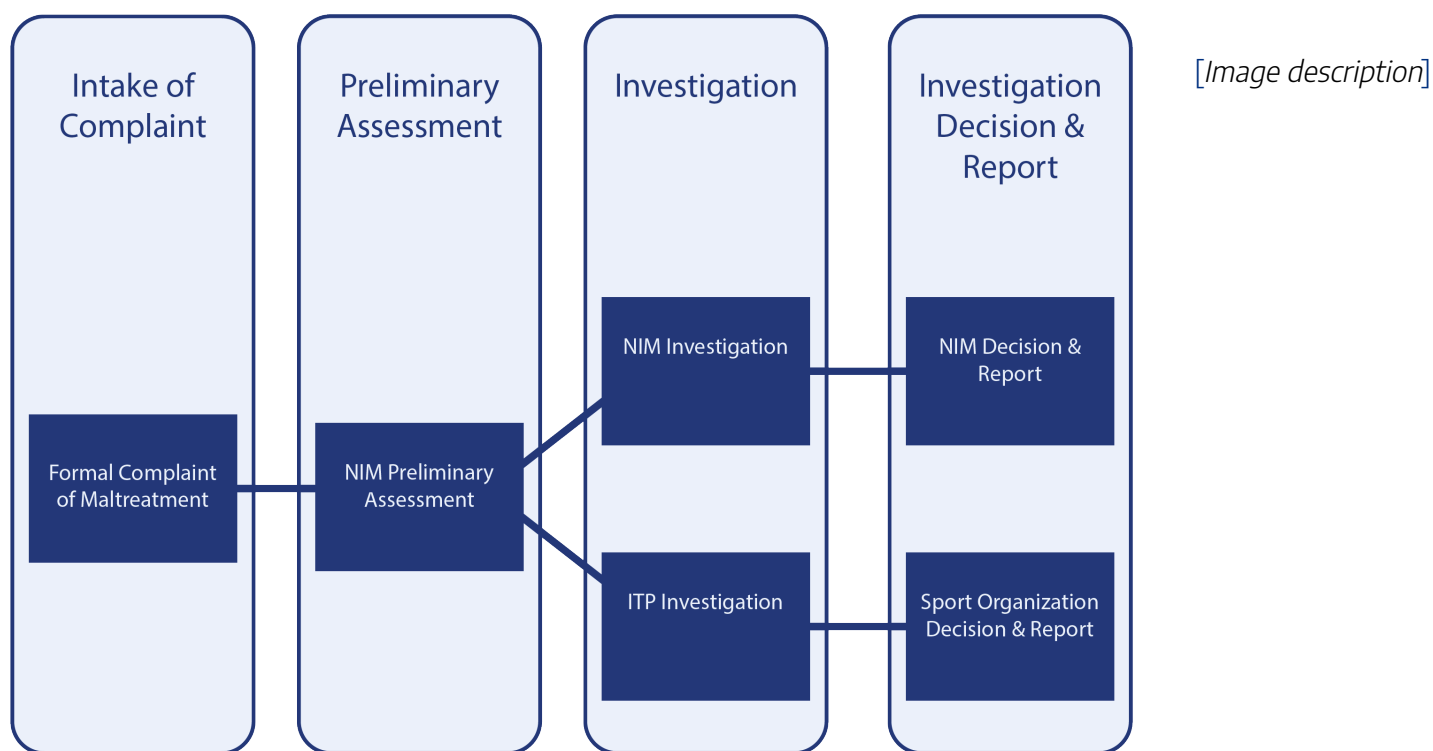 Intake of
Complaint
Preliminary
Assessment
Investigation
Investigation
Decision &
Report
[Image description]
Formal Complaint
of Maltreatment
NIM Preliminary
Assessment
NIM Investigation
NIM Decision &
Report
ITP Investigation
Sport Organization
Decision & Report